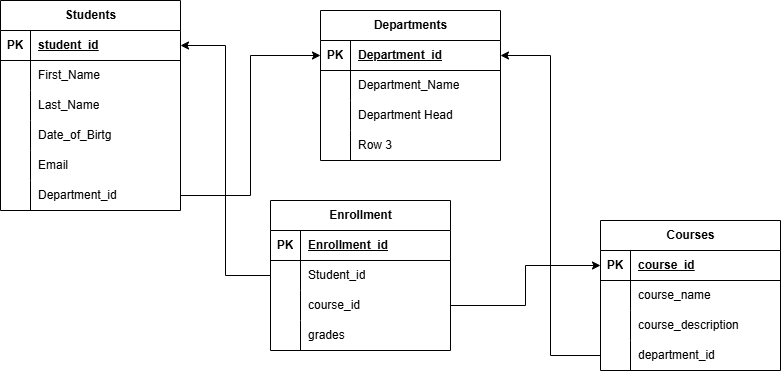 Students
PK student_id
First_Name
Last_Name
Date_of_Birtg
Email
Department_id
Departments
PK Department_id
Department_Name
Department Head
Row 3
Enrollment
PK Enrollment_id
Student_id
course_id
grades
Courses
PK course_id
course_name
course_description
department_id